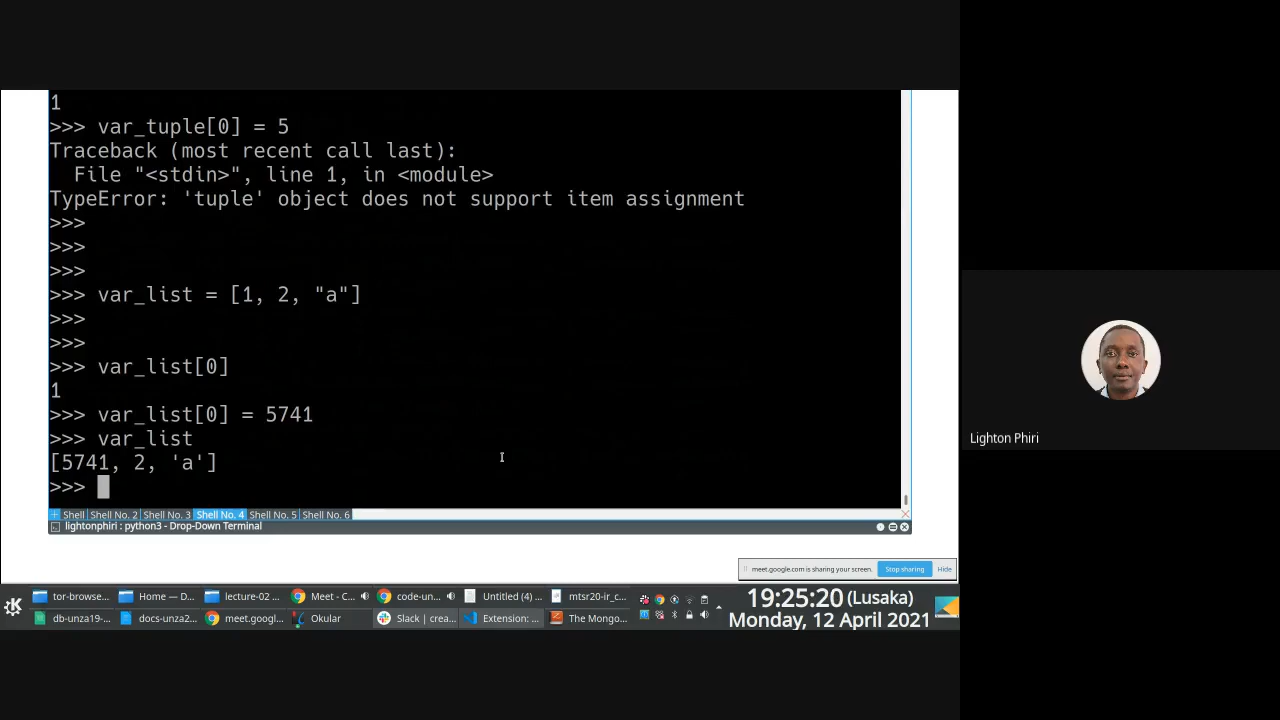 1
>>> var_tuple[0] = 5
Traceback (most recent call last):
  File "<stdin>", line 1, in <module>
TypeError: 'tuple' object does not support item assignment
>>>
>>>
>>>
>>> var_list = [1, 2, "a"]
>>>
>>>
>>> var_list[0]
1
>>> var_list[0] = 5741
>>> var_list
[5741, 2, 'a']
>>>
Shell Shell No. 2 Shell No. 3 Shell No. 4 Shell No. 5 Shell No. 6
lightonphiri : python3 - Drop-Down Terminal
meet.google.com is sharing your screen. Stop sharing Hide
tor-browse... Home — D... lecture-02 ... Meet - C... code-un... Untitled (4) ... mtsr20-ir_c...
db-unza19-... docs-unza2... meet.googl... Okular Slack | crea... Extension: ... The Mongo...
19:25:20 (Lusaka)
Monday, 12 April 2021
Lighton Phiri